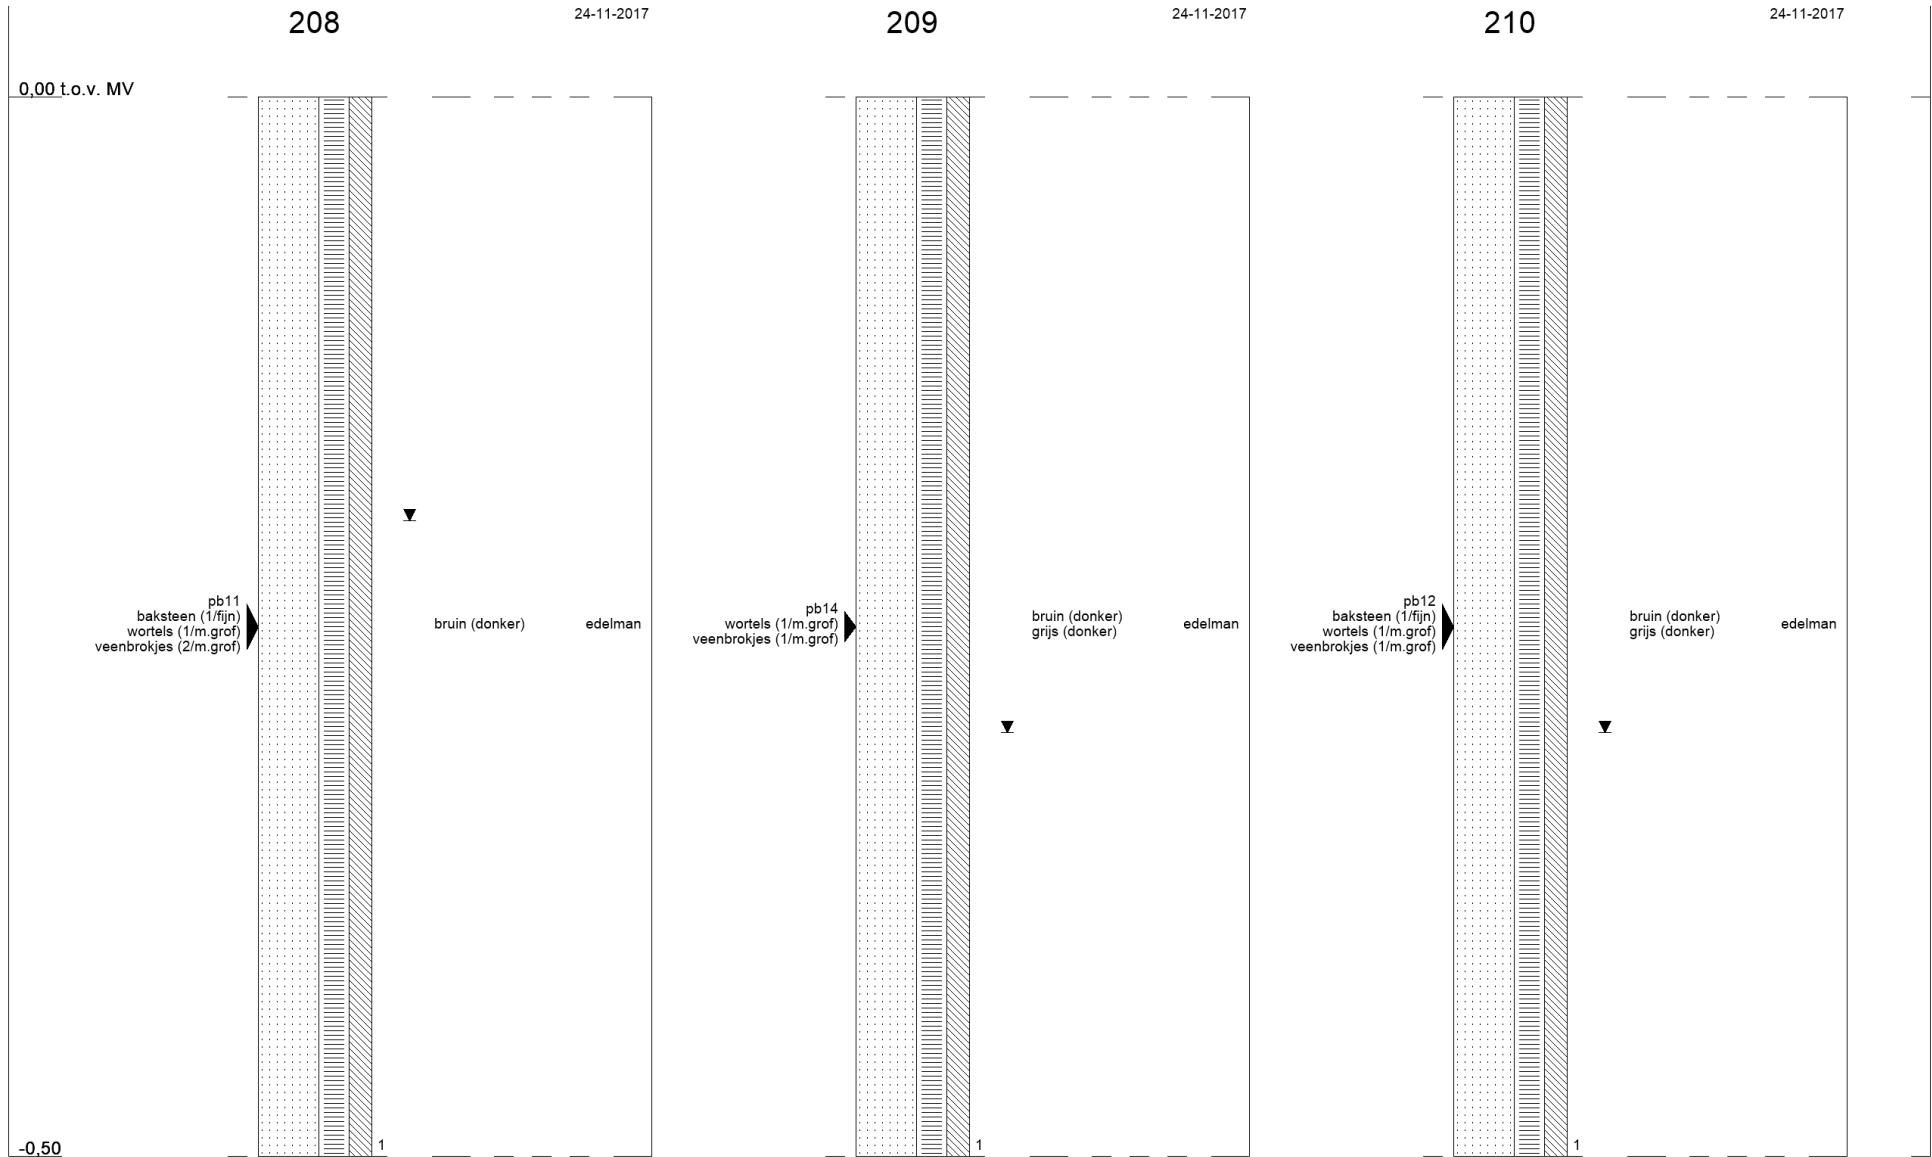 208
24-11-2017
209
24-11-2017
210
24-11-2017
0,00 t.o.v. MV
pb11
baksteen (1/fijn)
wortels (1/m.grof)
veenbrokjes (2/m.grof)
bruin (donker)
edelman
pb14
wortels (1/m.grof)
veenbrokjes (1/m.grof)
bruin (donker)
grijs (donker)
edelman
pb12
baksteen (1/fijn)
wortels (1/m.grof)
veenbrokjes (1/m.grof)
bruin (donker)
grijs (donker)
edelman
-0,50
1
1
1